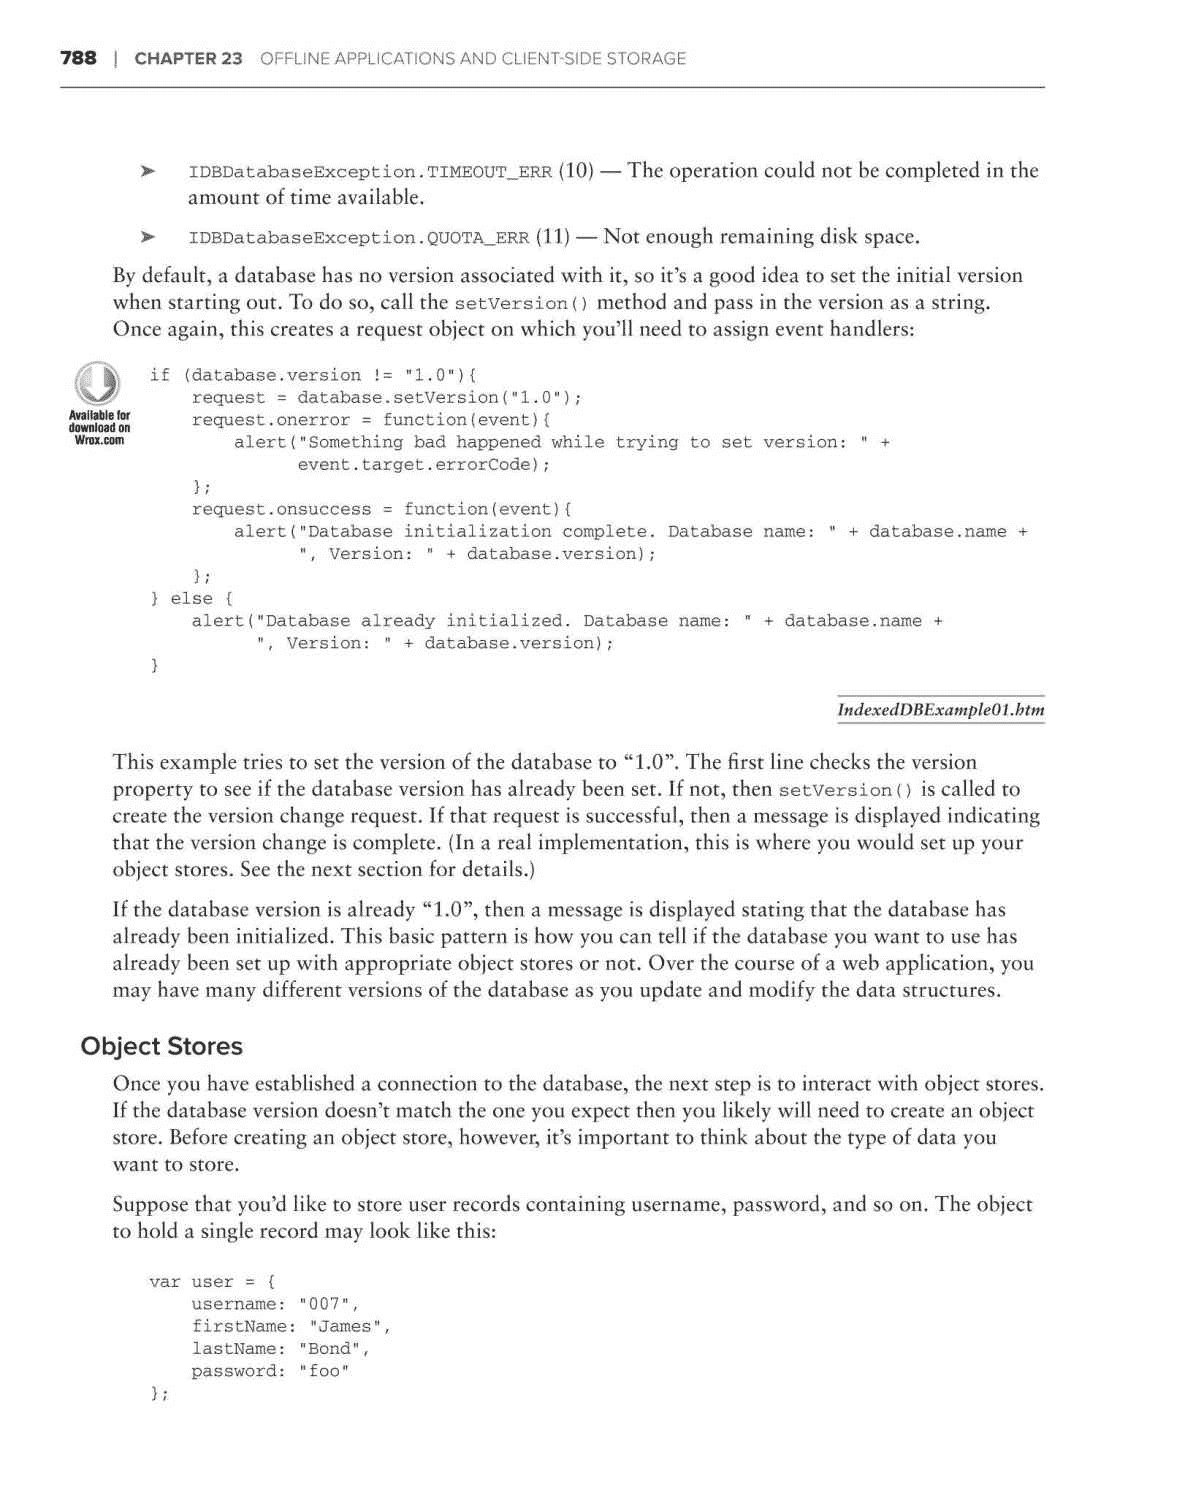 788 | CHAPTER 23 OFFLINE APPLICATIONS AND CLIENT-SIDE STORAGE
➤ IDBDatabaseException.TIMEOUT_ERR (10) — The operation could not be completed in the
amount of time available.
➤ IDBDatabaseException.QUOTA_ERR (11) — Not enough remaining disk space.
By default, a database has no version associated with it, so it's a good idea to set the initial version
when starting out. To do so, call the setVersion() method and pass in the version as a string.
Once again, this creates a request object on which you'll need to assign event handlers:
Available for
download on
Wrox.com
if (database.version != "1.0"){
    request = database.setVersion("1.0");
    request.onerror = function(event){
        alert("Something bad happened while trying to set version: " +
              event.target.errorCode);
    };
    request.onsuccess = function(event){
        alert("Database initialization complete. Database name: " + database.name +
              ", Version: " + database.version);
    };
} else {
    alert("Database already initialized. Database name: " + database.name +
          ", Version: " + database.version);
}
IndexedDBExample01.htm
This example tries to set the version of the database to “1.0”. The first line checks the version
property to see if the database version has already been set. If not, then setVersion() is called to
create the version change request. If that request is successful, then a message is displayed indicating
that the version change is complete. (In a real implementation, this is where you would set up your
object stores. See the next section for details.)
If the database version is already “1.0”, then a message is displayed stating that the database has
already been initialized. This basic pattern is how you can tell if the database you want to use has
already been set up with appropriate object stores or not. Over the course of a web application, you
may have many different versions of the database as you update and modify the data structures.
Object Stores
Once you have established a connection to the database, the next step is to interact with object stores.
If the database version doesn't match the one you expect then you likely will need to create an object
store. Before creating an object store, however, it's important to think about the type of data you
want to store.
Suppose that you'd like to store user records containing username, password, and so on. The object
to hold a single record may look like this:
var user = {
    username: "007",
    firstName: "James",
    lastName: "Bond",
    password: "foo"
};